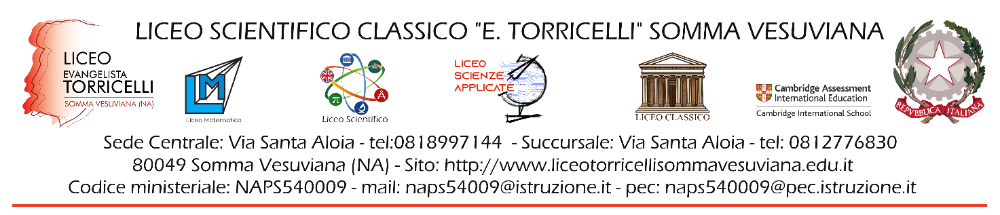 LICEO SCIENTIFICO CLASSICO "E. TORRICELLI" SOMMA VESUVIANA
LICEO
EVANGELISTA
TORRICELLI
SOMMA VESUVIANA (NA)
LM
Liceo Matematico
π
Liceo Scientifico
LICEO
SCIENZE
APPLICATE
LICEO CLASSICO
Cambridge Assessment
International Education
Cambridge International School
REPVBBLICA ITALIANA
Sede Centrale: Via Santa Aloia - tel:0818997144 - Succursale: Via Santa Aloia - tel: 0812776830
80049 Somma Vesuviana (NA) - Sito: http://www.liceotorricellisommavesuviana.edu.it
Codice ministeriale: NAPS540009 - mail: naps54009@istruzione.it - pec: naps540009@pec.istruzione.it